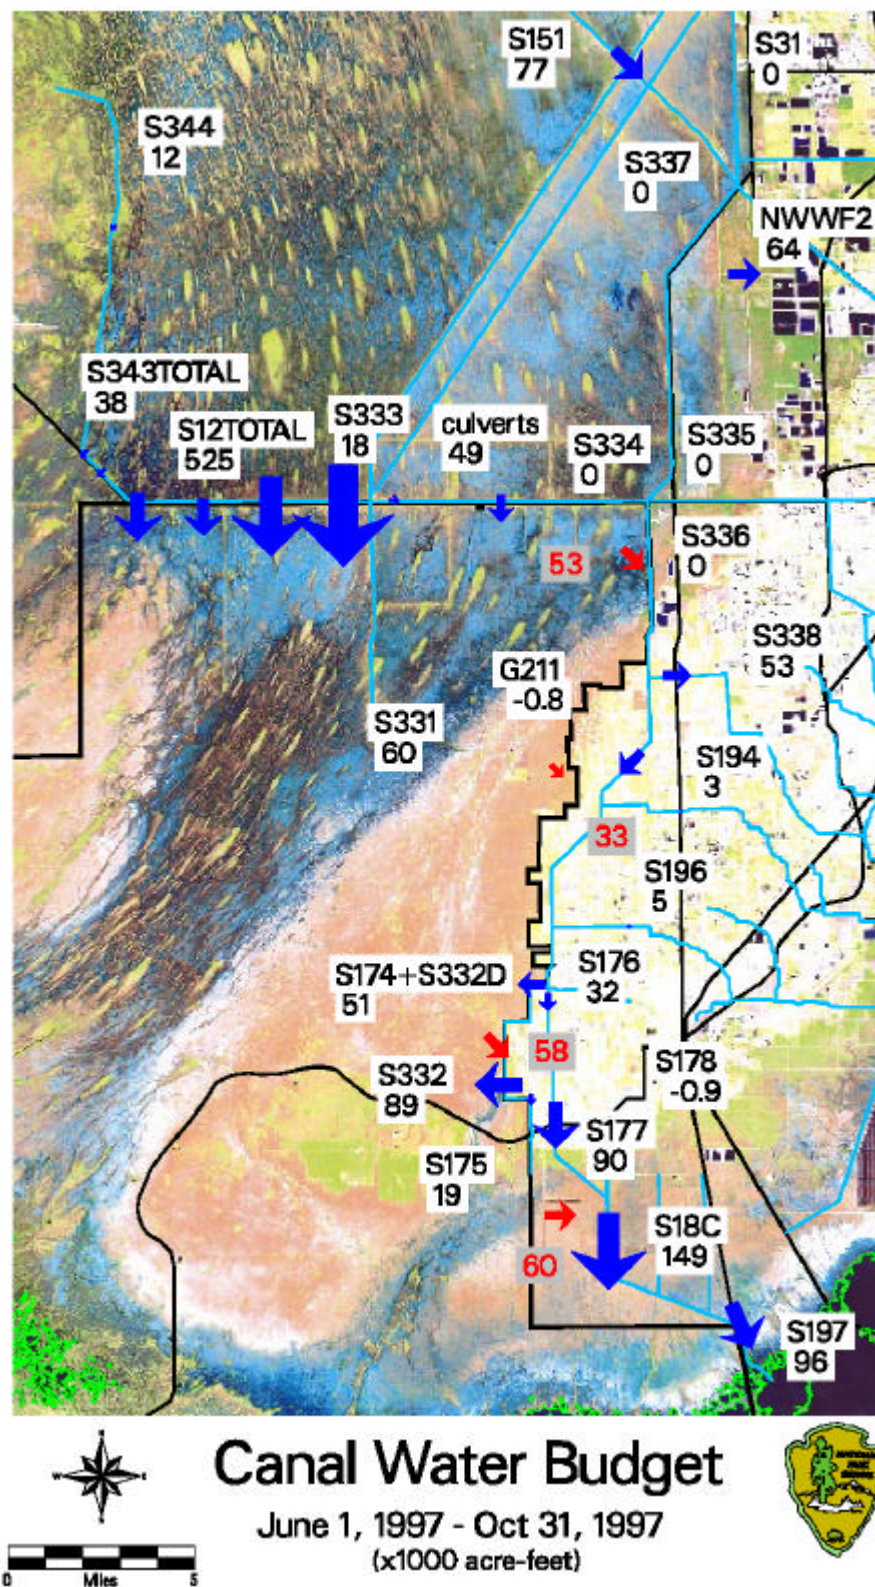 S151
77
S31
0
S344
12
S337
0
NWWF2
64
S343TOTAL
38
S12TOTAL
525
S333
18
culverts
49
S334
0
S335
0
53
S336
0
S338
53
G211
-0.8
S331
60
S194
3
33
S196
5
S174+S332D
51
S176
32
58
S332
89
S178
-0.9
S175
19
S177
90
60
S18C
149
S197
96
Canal Water Budget
June 1, 1997 - Oct 31, 1997
(x1000 acre-feet)
0 Miles 5